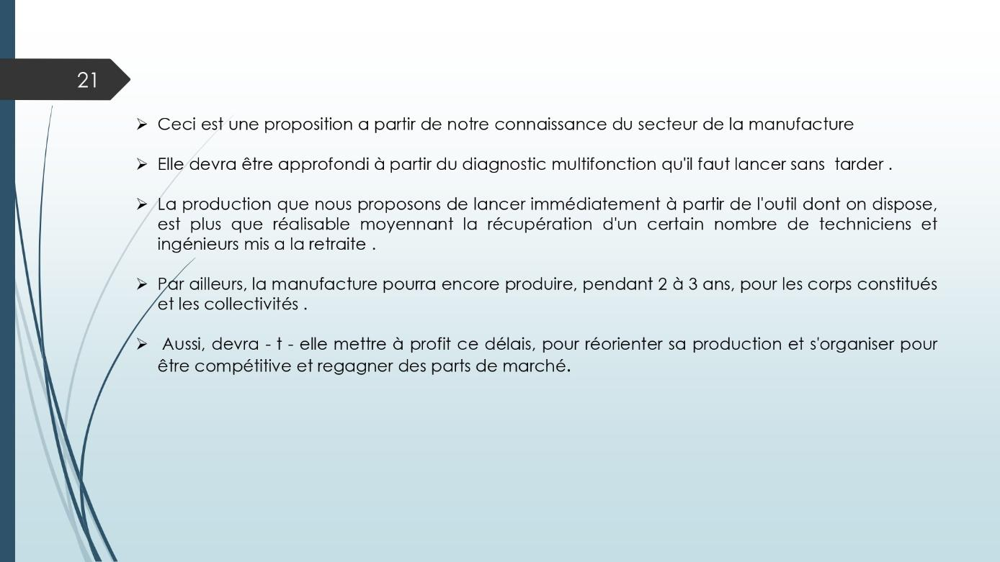 21
Ceci est une proposition a partir de notre connaissance du secteur de la manufacture
Elle devra être approfondi à partir du diagnostic multifonction qu'il faut lancer sans  tarder .
La production que nous proposons de lancer immédiatement à partir de l'outil dont on dispose,
est plus que réalisable moyennant la récupération d'un certain nombre de techniciens et
ingénieurs mis a la retraite .
Par ailleurs, la manufacture pourra encore produire, pendant 2 à 3 ans, pour les corps constitués
et les collectivités .
Aussi, devra - t - elle mettre à profit ce délais, pour réorienter sa production et s'organiser pour
être compétitive et regagner des parts de marché.